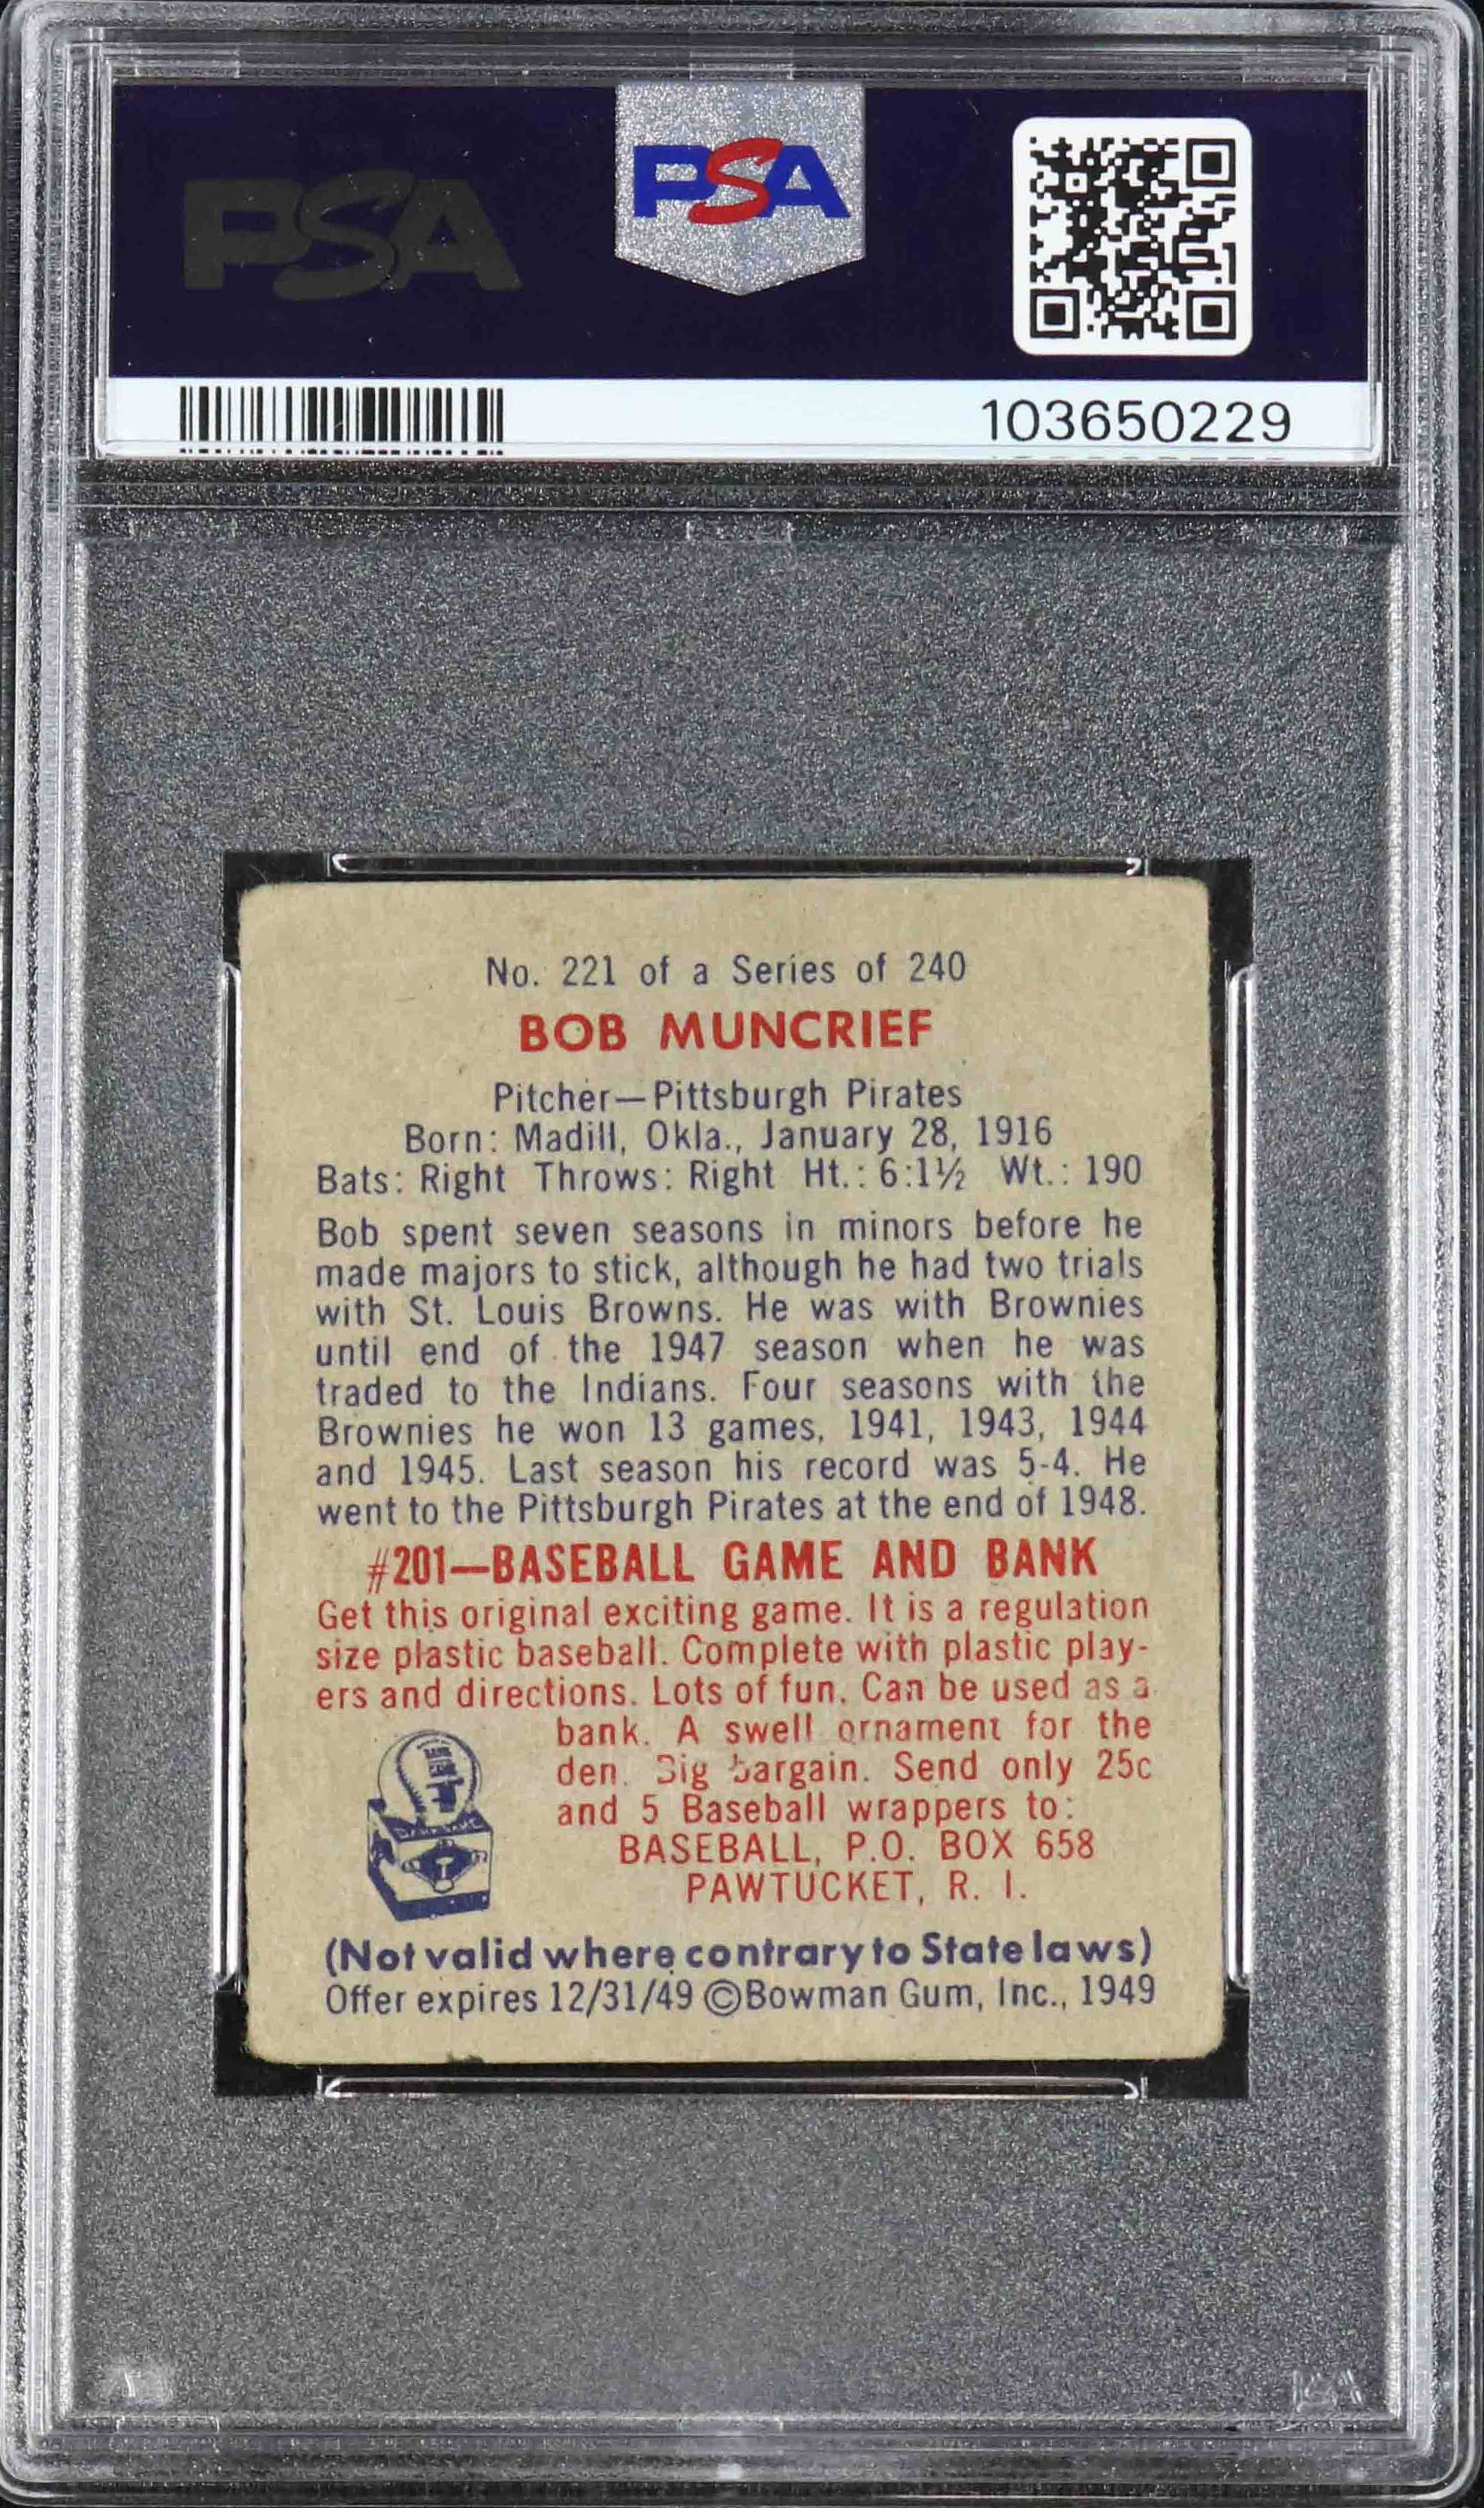 PSA
PSA
103650229
No. 221 of a Series of 240
BOB MUNCRIEF
Pitcher—Pittsburgh Pirates
Born: Madill, Okla., January 28, 1916
Bats: Right Throws: Right Ht.: 6:1½ Wt.: 190
Bob spent seven seasons in minors before he
made majors to stick, although he had two trials
with St. Louis Browns. He was with Brownies
until end of the 1947 season when he was
traded to the Indians. Four seasons with the
Brownies he won 13 games, 1941, 1943, 1944
and 1945. Last season his record was 5-4. He
went to the Pittsburgh Pirates at the end of 1948.
#201—BASEBALL GAME AND BANK
Get this original exciting game. It is a regulation
size plastic baseball. Complete with plastic play-
ers and directions. Lots of fun. Can be used as a
bank. A swell ornament for the
den. Big bargain. Send only 25c
and 5 Baseball wrappers to:
BASEBALL, P.O. BOX 658
PAWTUCKET, R. I.
(Not valid where contrary to State laws)
Offer expires 12/31/49 ©Bowman Gum, Inc., 1949